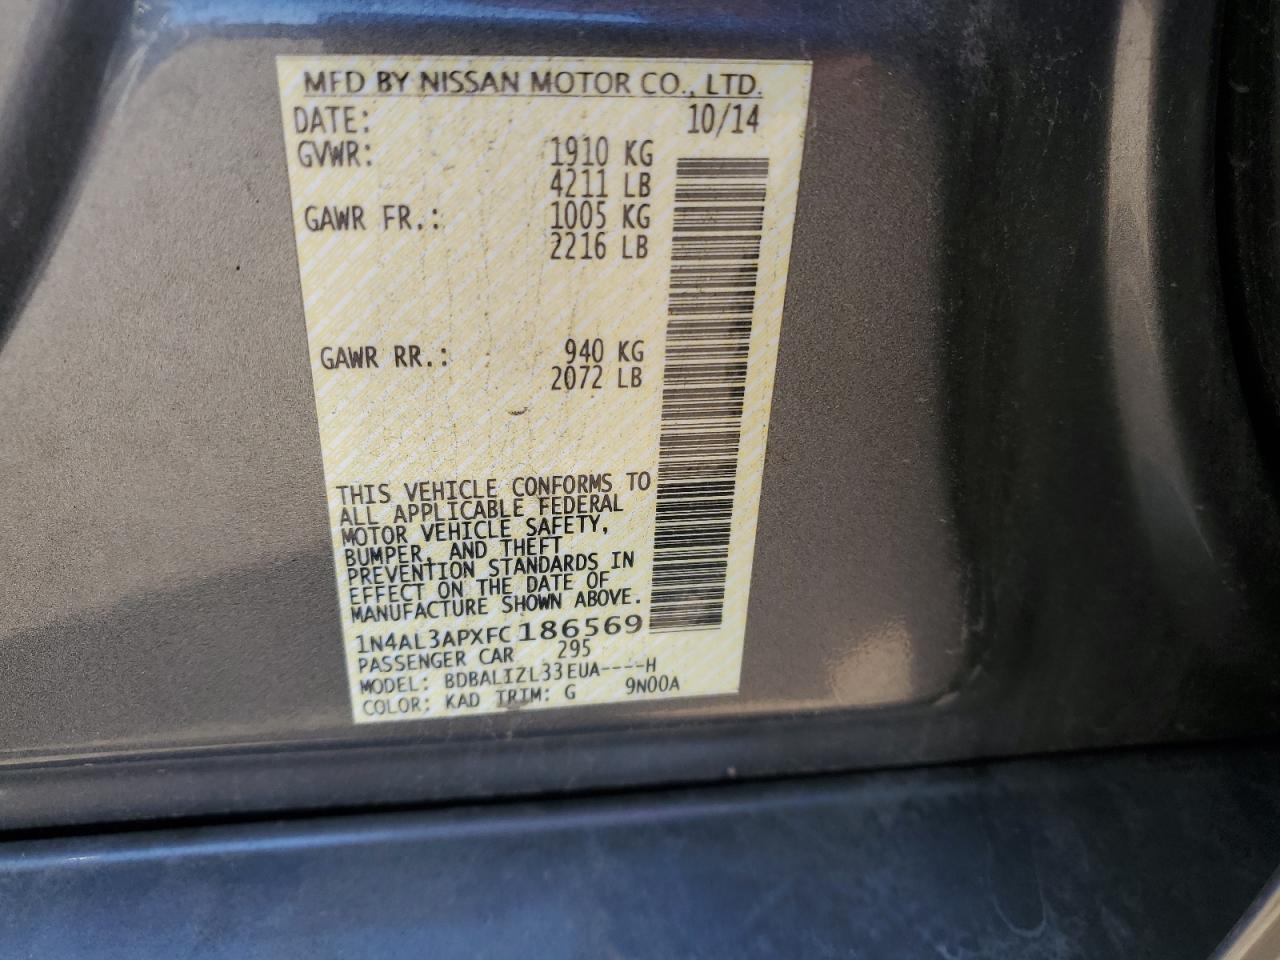 MFD BY NISSAN MOTOR CO., LTD.
DATE: 10/14
GVWR: 1910 KG
4211 LB
GAWR FR.: 1005 KG
2216 LB
GAWR RR.: 940 KG
2072 LB
THIS VEHICLE CONFORMS TO
ALL APPLICABLE FEDERAL
MOTOR VEHICLE SAFETY,
BUMPER, AND THEFT
PREVENTION STANDARDS IN
EFFECT ON THE DATE OF
MANUFACTURE SHOWN ABOVE.
1N4AL3APXFC186569
PASSENGER CAR 295
MODEL: BDBALIZL33EUA----H
COLOR: KAD TRIM: G 9N00A